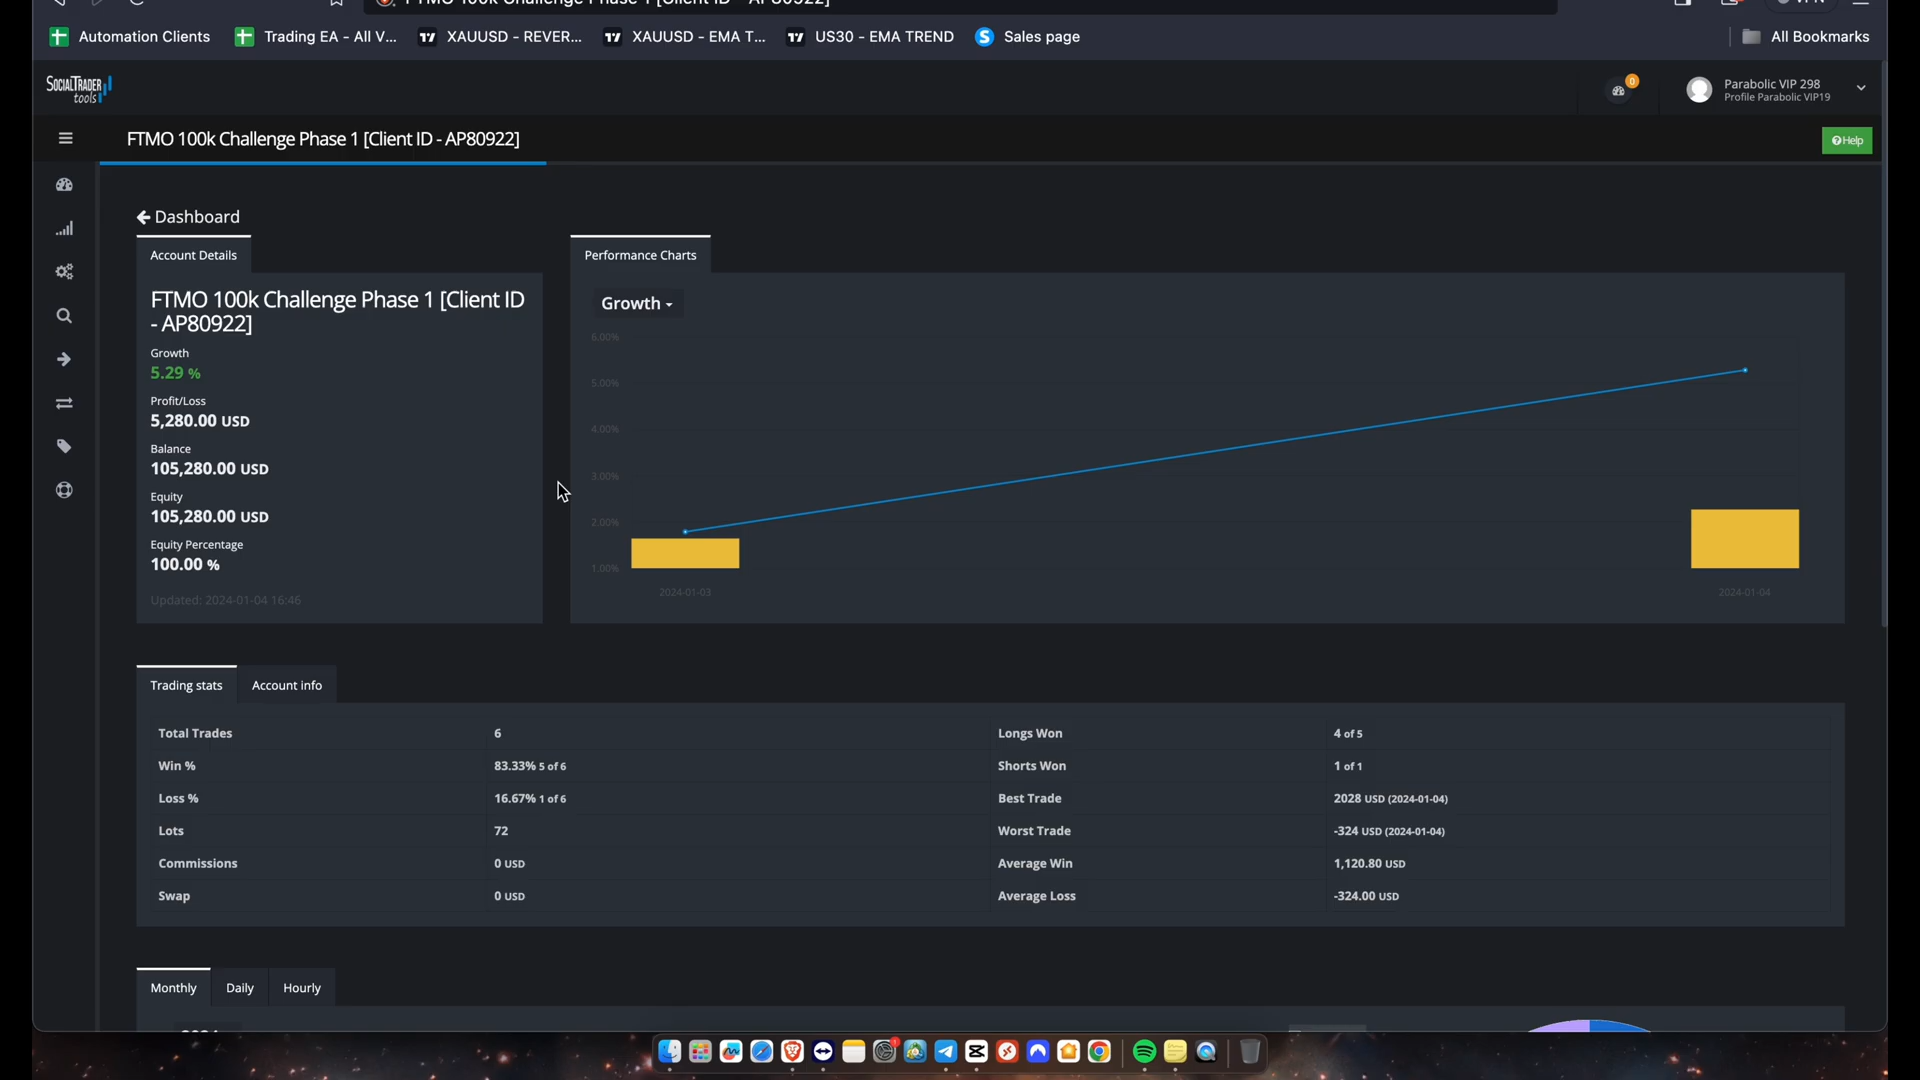 Automation Clients
Trading EA - All V...
XAUUSD - REVER...
XAUUSD - EMA T...
US30 - EMA TREND
Sales page
All Bookmarks
SOCIALTRADER
tools
0
Parabolic VIP 298
Profile Parabolic VIP19
FTMO 100k Challenge Phase 1 [Client ID - AP80922]
Help
Dashboard
Account Details
FTMO 100k Challenge Phase 1 [Client ID
- AP80922]
Growth
5.29 %
Profit/Loss
5,280.00 USD
Balance
105,280.00 USD
Equity
105,280.00 USD
Equity Percentage
100.00 %
Updated: 2024-01-04 16:46
Performance Charts
Growth
6.00%
5.00%
4.00%
3.00%
2.00%
1.00%
2024-01-03
2024-01-04
Trading stats
Account info
Total Trades 6 Longs Won 4 of 5
Win % 83.33% 5 of 6 Shorts Won 1 of 1
Loss % 16.67% 1 of 6 Best Trade 2028 USD (2024-01-04)
Lots 72 Worst Trade -324 USD (2024-01-04)
Commissions 0 USD Average Win 1,120.80 USD
Swap 0 USD Average Loss -324.00 USD
Monthly
Daily
Hourly